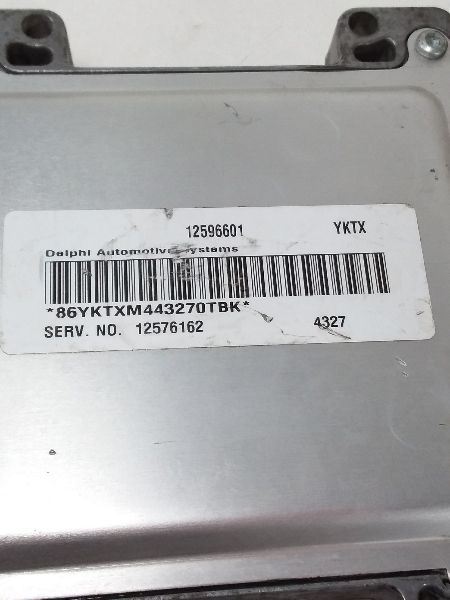 12596601 YKTX
Delphi Automotive Systems
*86YKTXM443270TBK*
SERV. NO. 12576162 4327